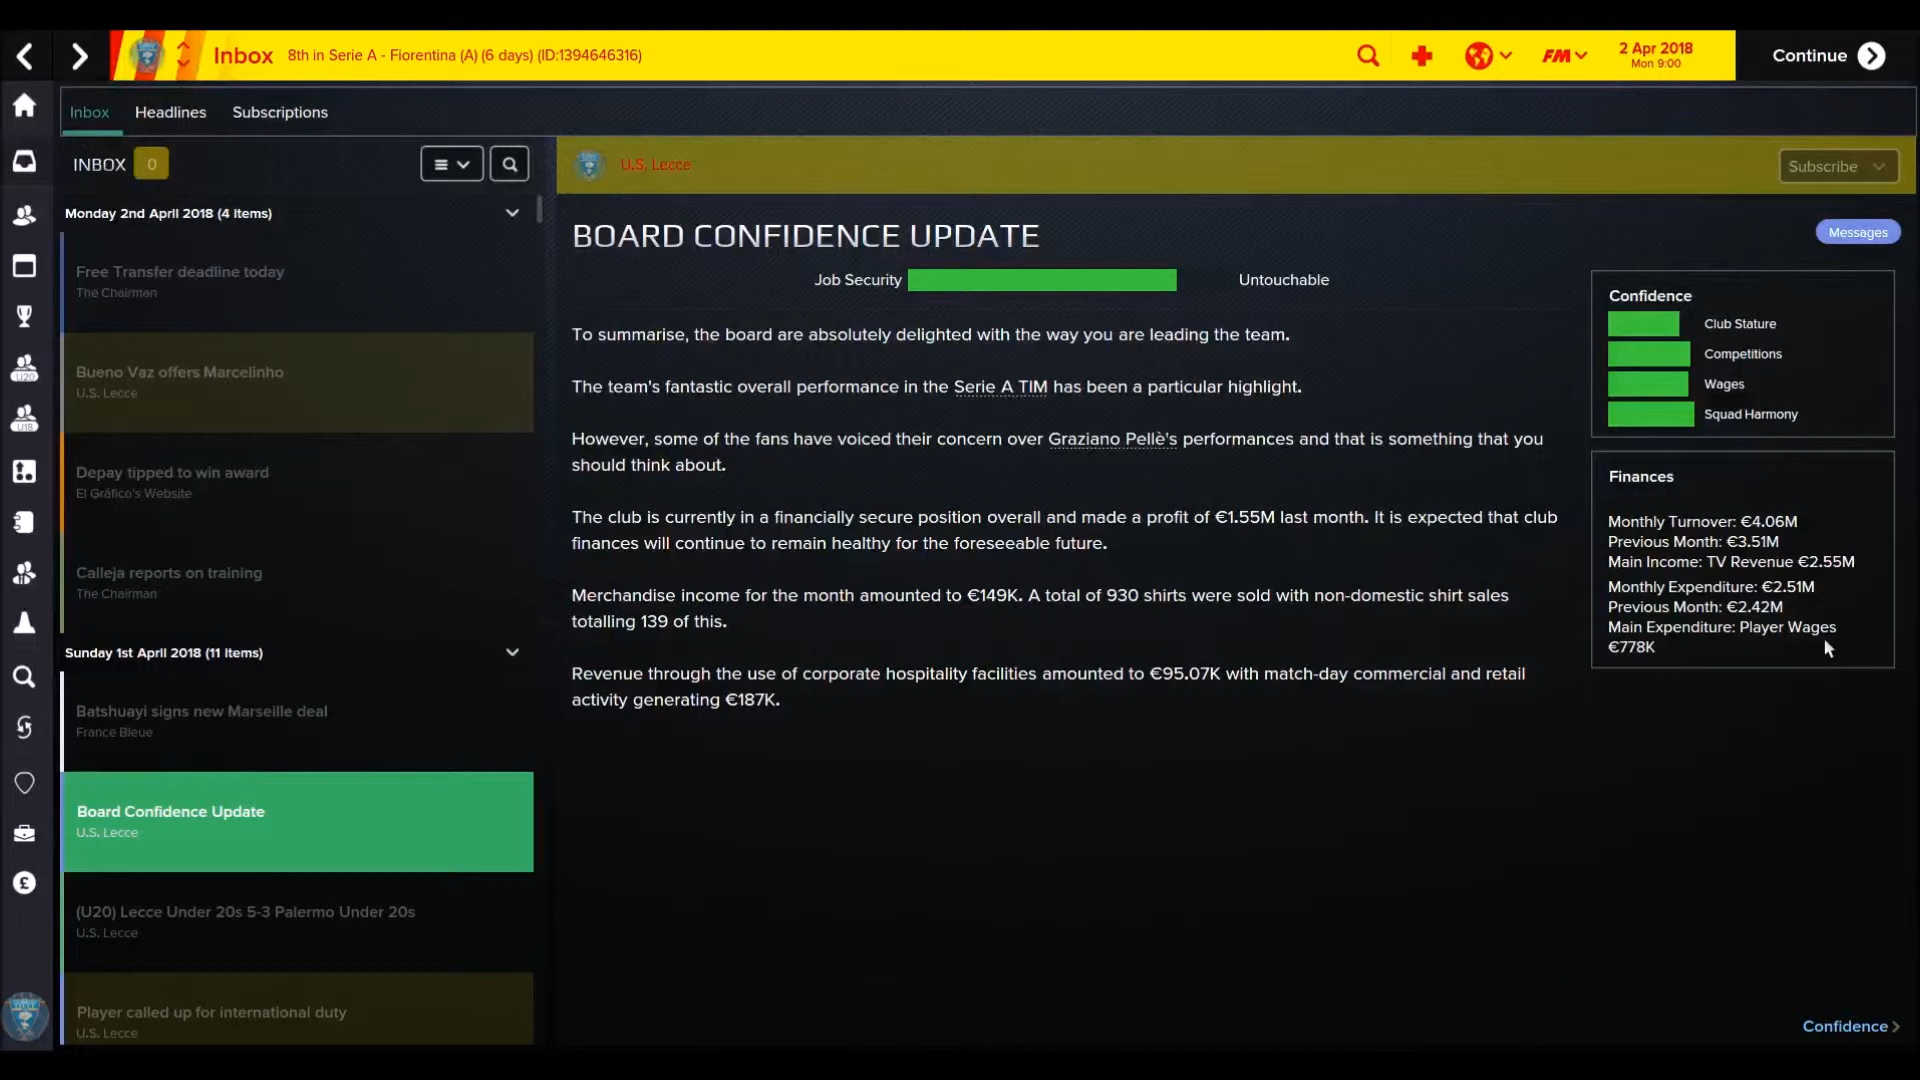 Inbox
8th in Serie A - Fiorentina (A) (6 days) (ID:1394646316)
FM
2 Apr 2018
Mon 9:00
Continue
Inbox
Headlines
Subscriptions
INBOX
0
U.S. Lecce
Subscribe
Monday 2nd April 2018 (4 items)
Free Transfer deadline today
The Chairman
Bueno Vaz offers Marcelinho
U.S. Lecce
Depay tipped to win award
El Gráfico's Website
Calleja reports on training
The Chairman
Sunday 1st April 2018 (11 items)
Batshuayi signs new Marseille deal
France Bleue
Board Confidence Update
U.S. Lecce
(U20) Lecce Under 20s 5-3 Palermo Under 20s
U.S. Lecce
Player called up for international duty
U.S. Lecce
U20
U18
BOARD CONFIDENCE UPDATE
Messages
Job Security
Untouchable
To summarise, the board are absolutely delighted with the way you are leading the team.
The team's fantastic overall performance in the Serie A TIM has been a particular highlight.
However, some of the fans have voiced their concern over Graziano Pellè's performances and that is something that you
should think about.
The club is currently in a financially secure position overall and made a profit of €1.55M last month. It is expected that club
finances will continue to remain healthy for the foreseeable future.
Merchandise income for the month amounted to €149K. A total of 930 shirts were sold with non-domestic shirt sales
totalling 139 of this.
Revenue through the use of corporate hospitality facilities amounted to €95.07K with match-day commercial and retail
activity generating €187K.
Confidence
Club Stature
Competitions
Wages
Squad Harmony
Finances
Monthly Turnover: €4.06M
Previous Month: €3.51M
Main Income: TV Revenue €2.55M
Monthly Expenditure: €2.51M
Previous Month: €2.42M
Main Expenditure: Player Wages
€778K
Confidence